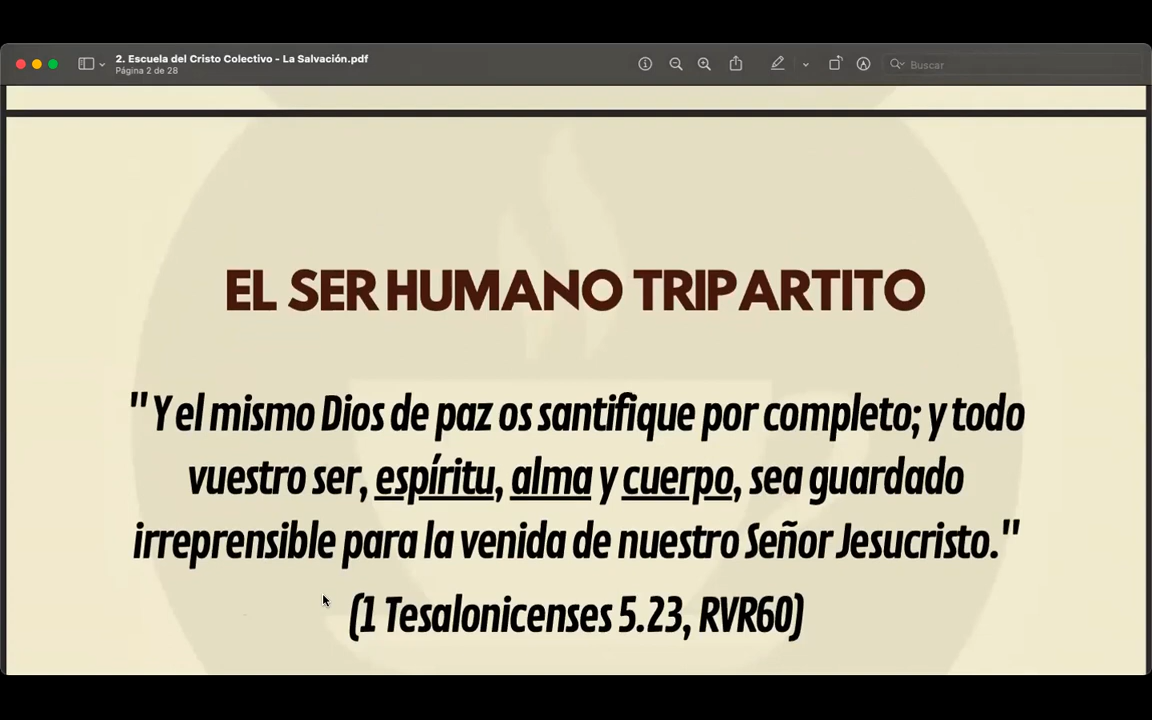 2. Escuela del Cristo Colectivo - La Salvación.pdf
Página 2 de 28
Buscar
EL SER HUMANO TRIPARTITO
"Y el mismo Dios de paz os santifique por completo; y todo
vuestro ser, espíritu, alma y cuerpo, sea guardado
irreprensible para la venida de nuestro Señor Jesucristo."
(1 Tesalonicenses 5.23, RVR60)